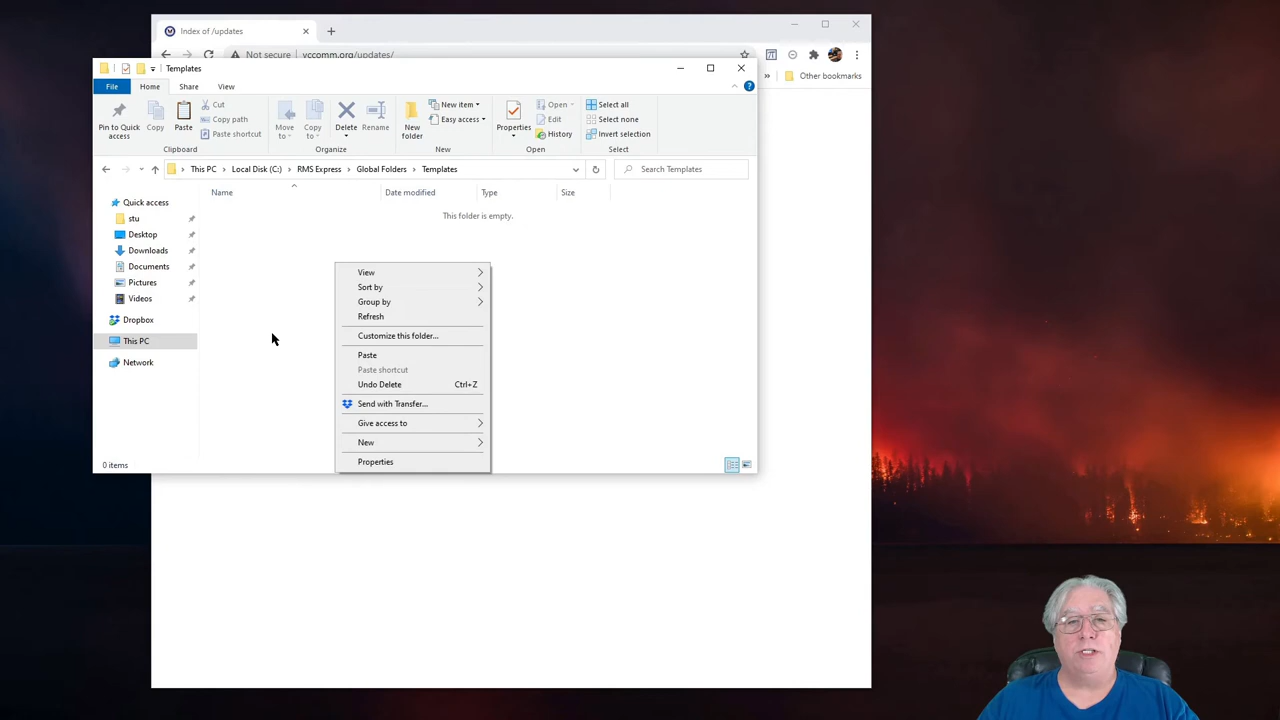 Index of /updates
Not secure
vccomm.org/updates/
Other bookmarks
Templates
File
Home
Share
View
Pin to Quick access
Copy
Paste
Cut
Copy path
Paste shortcut
Clipboard
Move to
Copy to
Delete
Rename
Organize
New folder
New item
Easy access
New
Properties
Open
Edit
History
Open
Select all
Select none
Invert selection
Select
This PC
Local Disk (C:)
RMS Express
Global Folders
Templates
Search Templates
Name
Date modified
Type
Size
This folder is empty.
Quick access
stu
Desktop
Downloads
Documents
Pictures
Videos
Dropbox
This PC
Network
View
Sort by
Group by
Refresh
Customize this folder...
Paste
Paste shortcut
Undo Delete Ctrl+Z
Send with Transfer...
Give access to
New
Properties
0 items